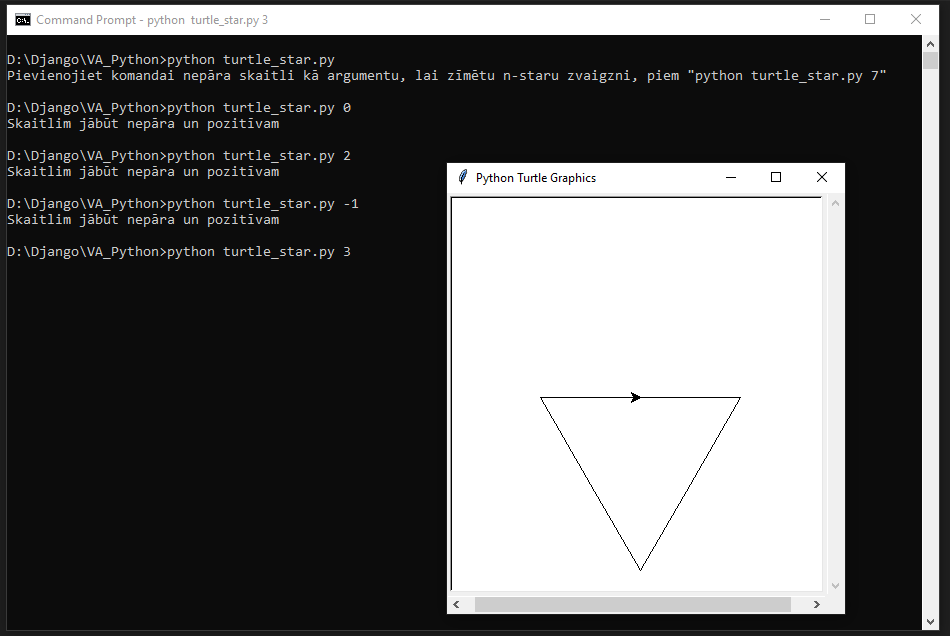 Command Prompt - python  turtle_star.py 3
D:\Django\VA_Python>python turtle_star.py
Pievienojiet komandai nepāra skaitli kā argumentu, lai zīmētu n-staru zvaigzni, piem "python turtle_star.py 7"
D:\Django\VA_Python>python turtle_star.py 0
Skaitlim jābūt nepāra un pozitīvam
D:\Django\VA_Python>python turtle_star.py 2
Skaitlim jābūt nepāra un pozitīvam
D:\Django\VA_Python>python turtle_star.py -1
Skaitlim jābūt nepāra un pozitīvam
D:\Django\VA_Python>python turtle_star.py 3
Python Turtle Graphics